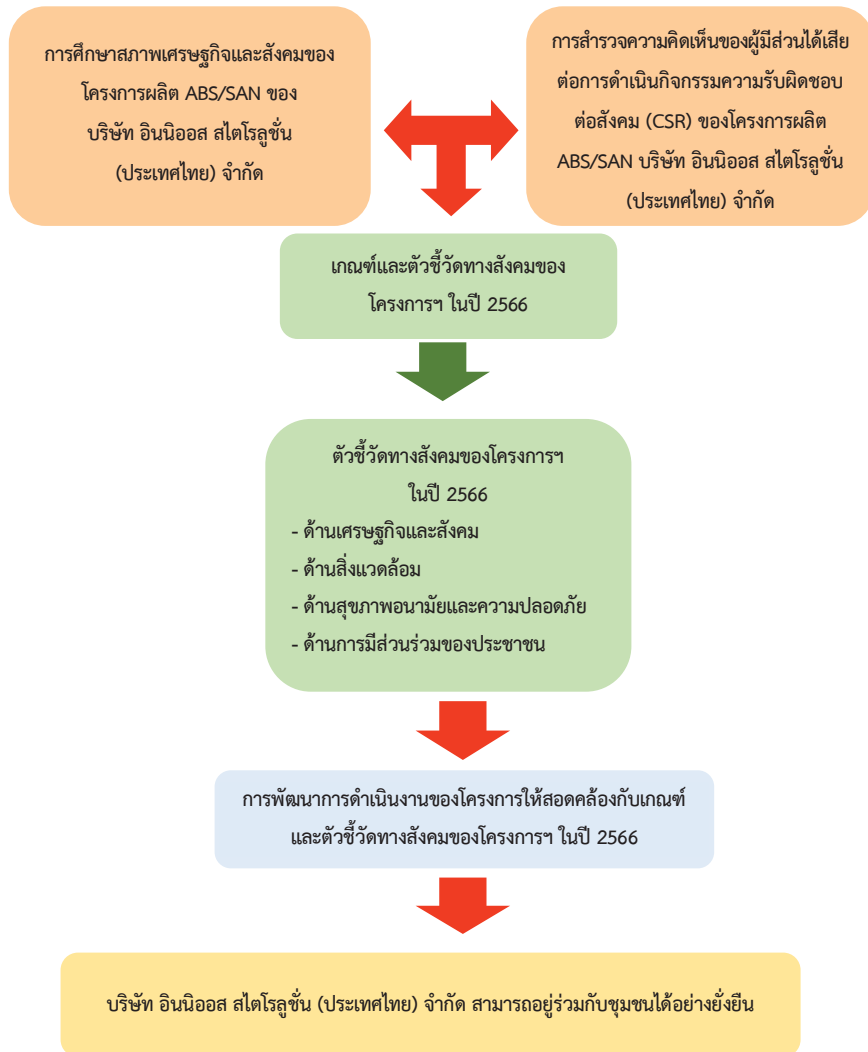 การศึกษาสภาพเศรษฐกิจและสังคมของ
โครงการผลิต ABS/SAN ของ
บริษัท อินนิออส สไตโรลูชั่น
(ประเทศไทย) จำกัด
การสำรวจความคิดเห็นของผู้มีส่วนได้เสีย
ต่อการดำเนินกิจกรรมความรับผิดชอบ
ต่อสังคม (CSR) ของโครงการผลิต
ABS/SAN บริษัท อินนิออส สไตโรลูชั่น
(ประเทศไทย) จำกัด
เกณฑ์และตัวชี้วัดทางสังคมของ
โครงการฯ ในปี 2566
ตัวชี้วัดทางสังคมของโครงการฯ
ในปี 2566
- ด้านเศรษฐกิจและสังคม
- ด้านสิ่งแวดล้อม
- ด้านสุขภาพอนามัยและความปลอดภัย
- ด้านการมีส่วนร่วมของประชาชน
การพัฒนาการดำเนินงานของโครงการให้สอดคล้องกับเกณฑ์
และตัวชี้วัดทางสังคมของโครงการฯ ในปี 2566
บริษัท อินนิออส สไตโรลูชั่น (ประเทศไทย) จำกัด สามารถอยู่ร่วมกับชุมชนได้อย่างยั่งยืน